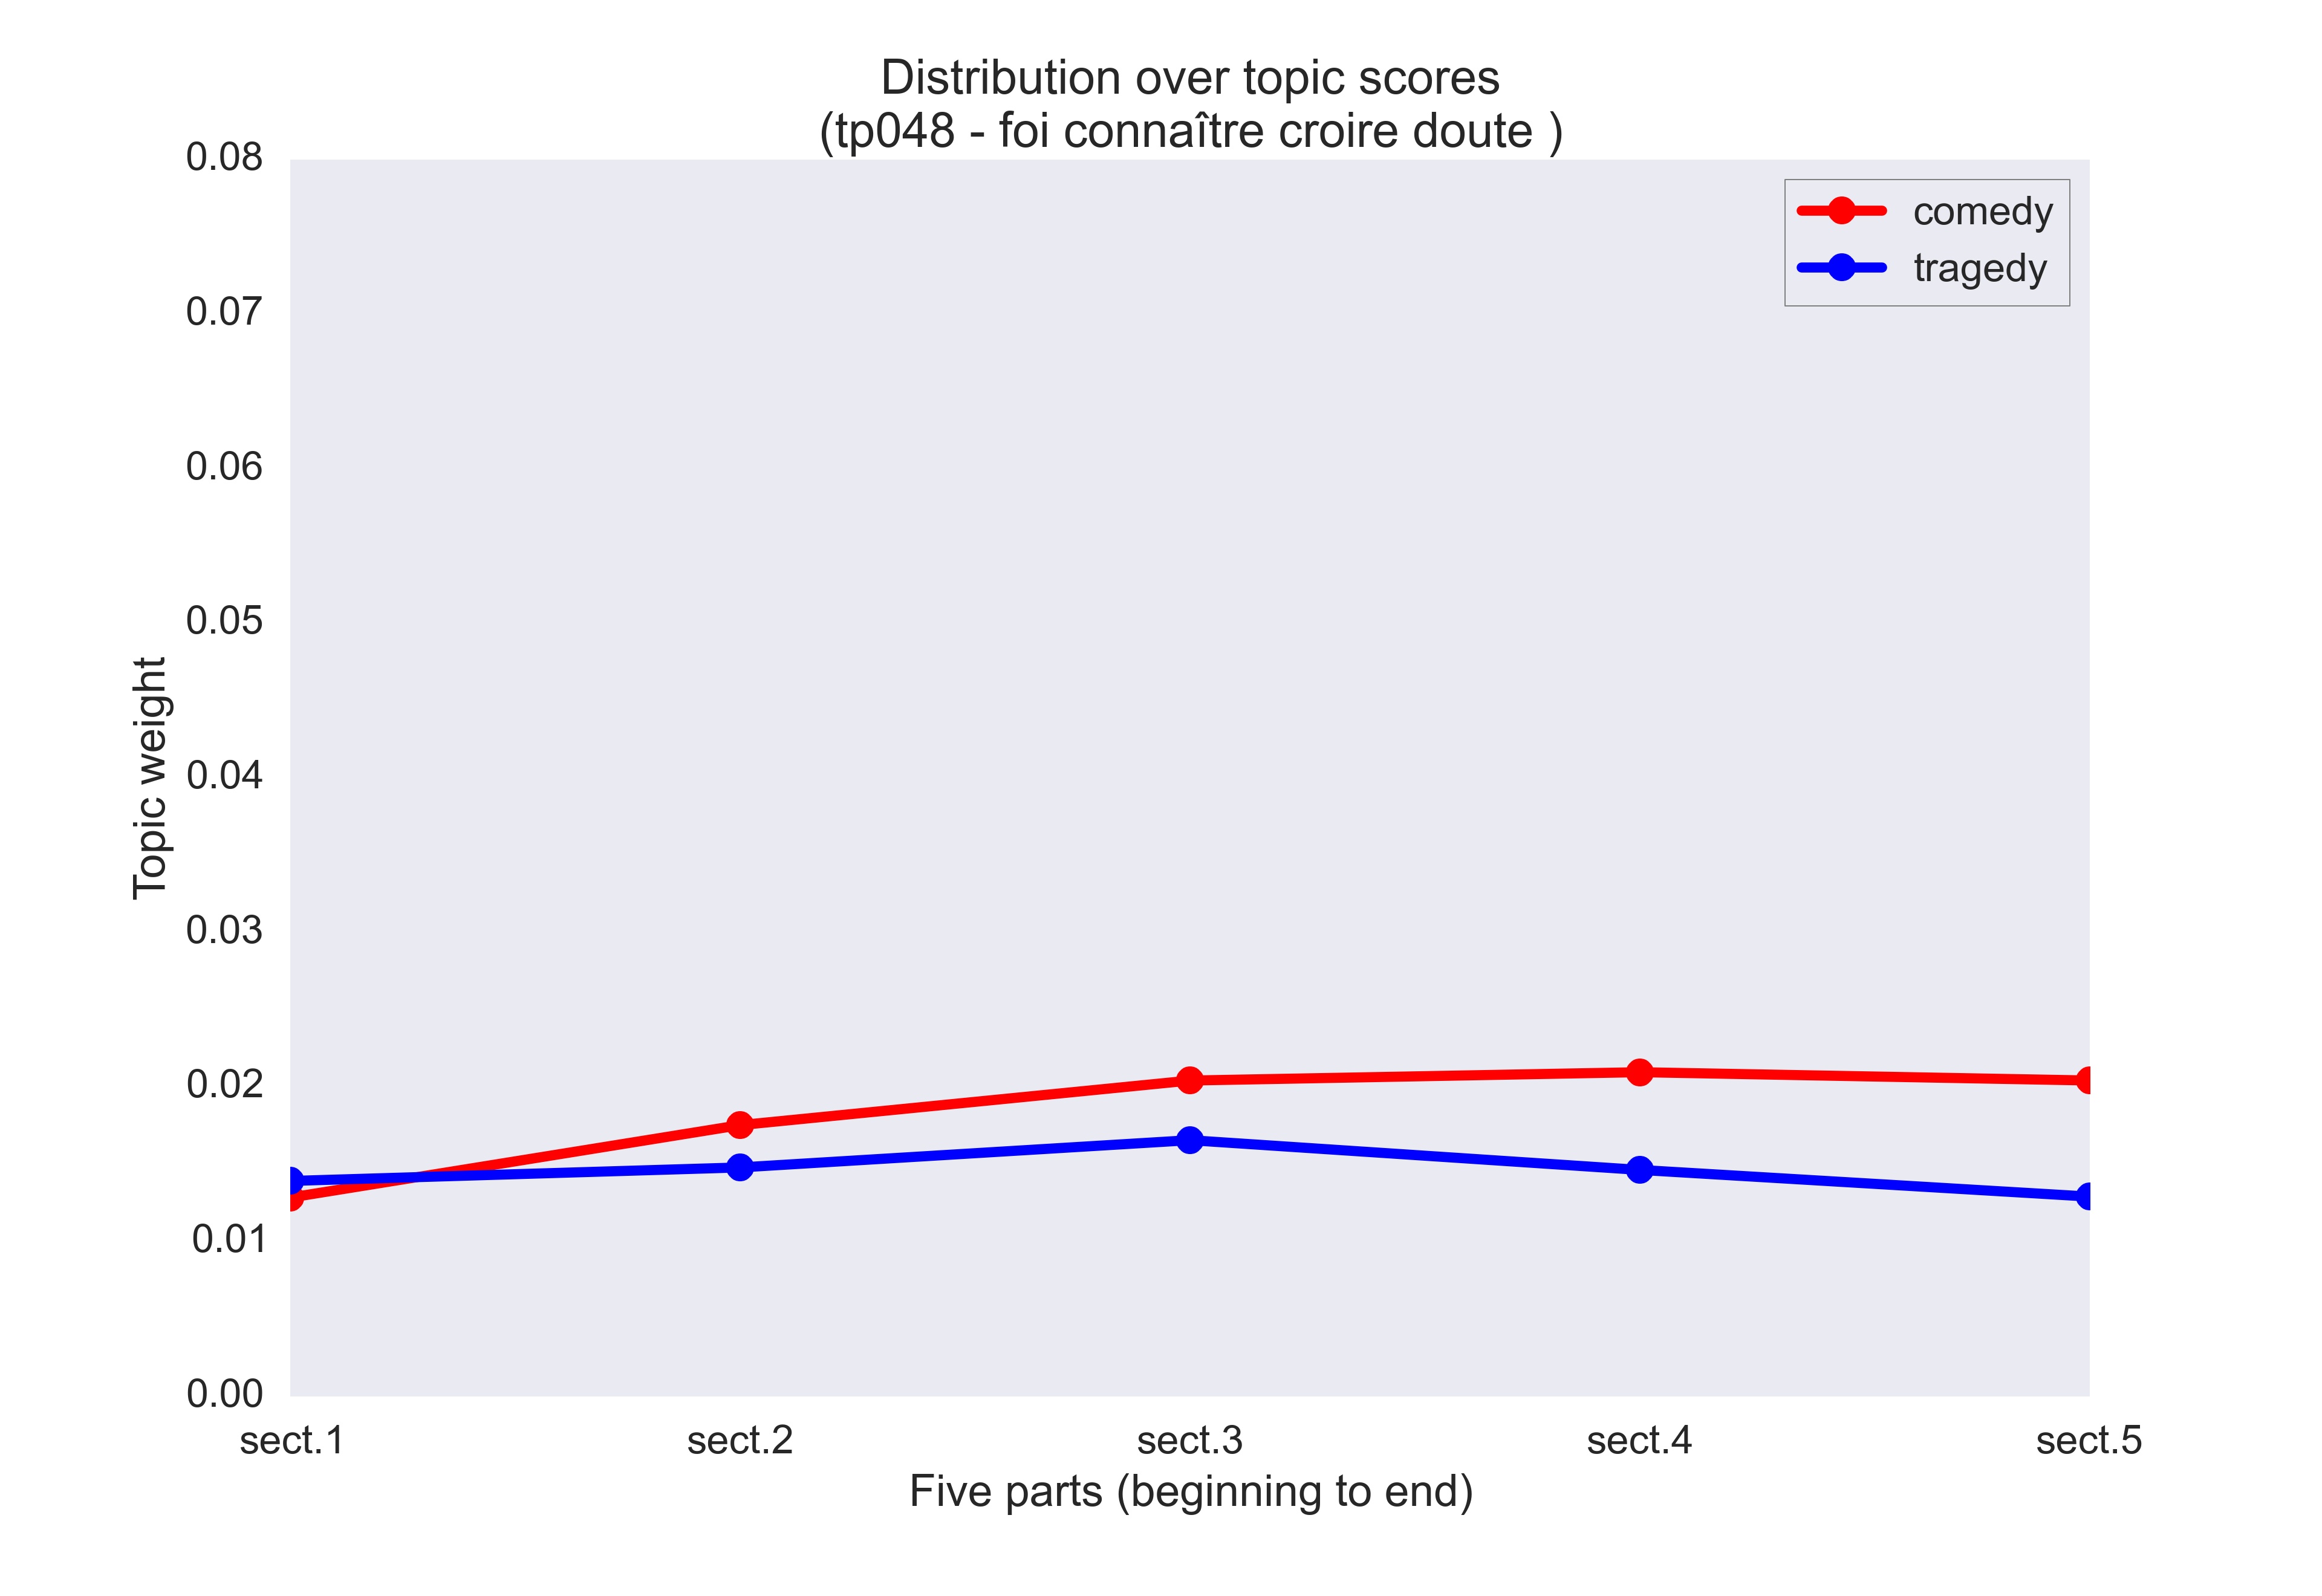 Distribution over topic scores
(tp048 - foi connaître croire doute )
comedy
tragedy
0.08
0.07
0.06
0.05
0.04
0.03
0.02
0.01
0.00
Topic weight
sect.1
sect.2
sect.3
sect.4
sect.5
Five parts (beginning to end)